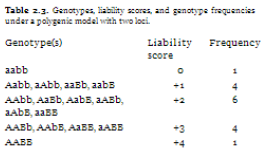 Table 2.3. Genotypes, liability scores, and genotype frequencies
under a polygenic model with two loci.
Genotype(s) Liability Frequency
score
aabb 0 1
Aabb, aAbb, aaBb, aabB +1 4
AAbb, AaBb, AabB, aABb, +2 6
aAbB, aaBB
AABb, AAbB, AaBB, aABB +3 4
AABB +4 1